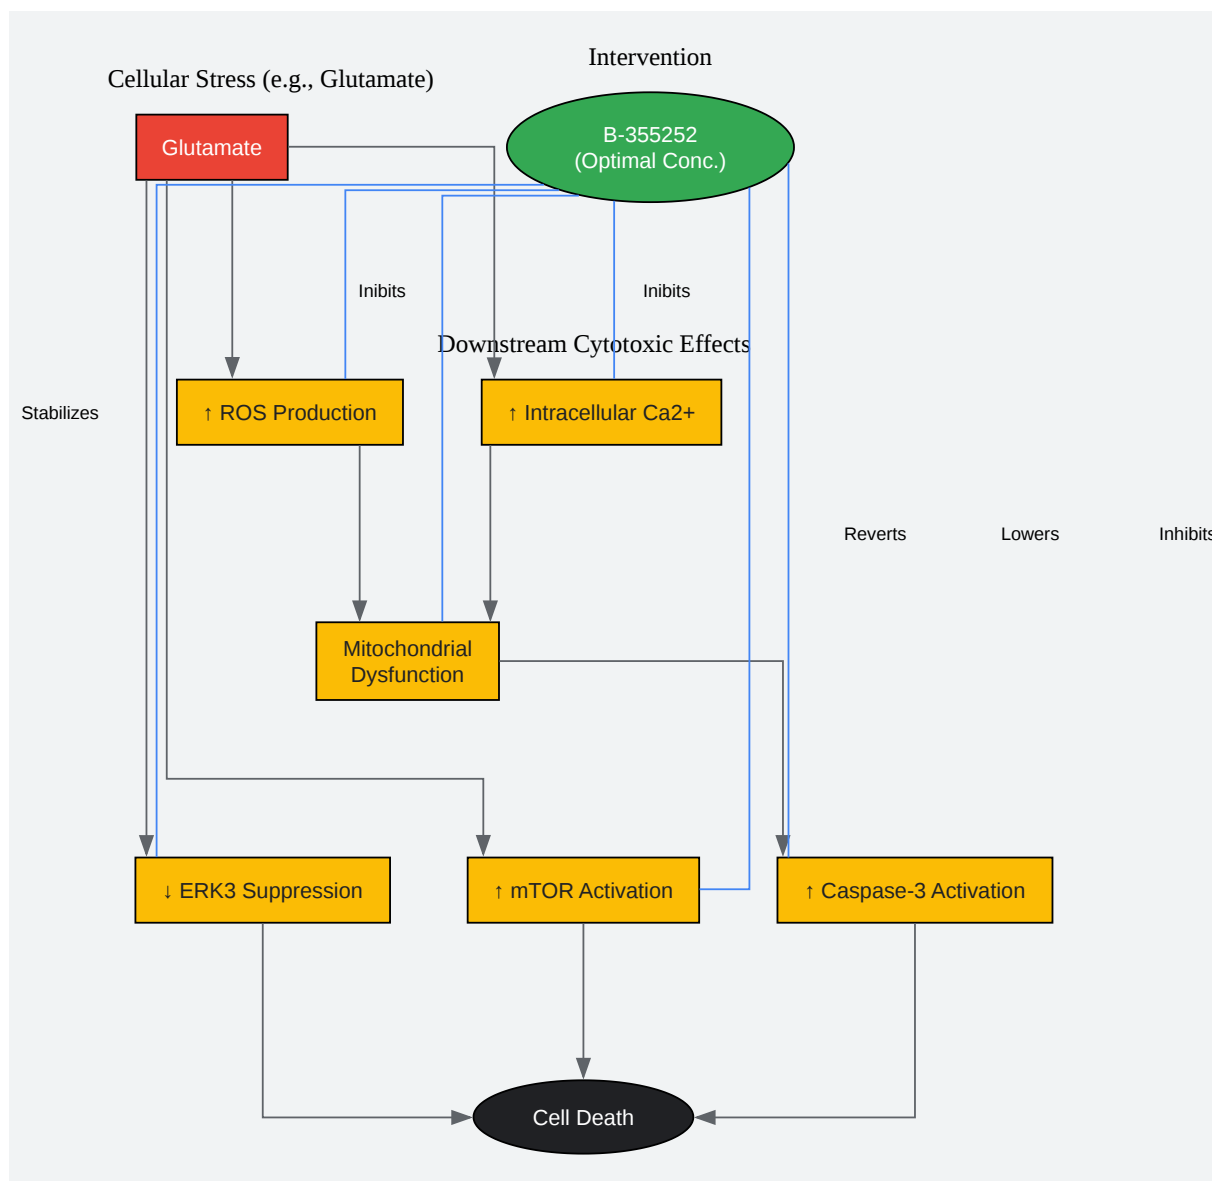 Intervention
Cellular Stress (e.g., Glutamate)
Glutamate
B-355252
(Optimal Conc.)
Inibits
Inibits
Downstream Cytotoxic Effects
Stabilizes
↑ ROS Production
↑ Intracellular Ca2+
Reverts
Lowers
Inhibits
Mitochondrial
Dysfunction
↓ ERK3 Suppression
↑ mTOR Activation
↑ Caspase-3 Activation
Cell Death